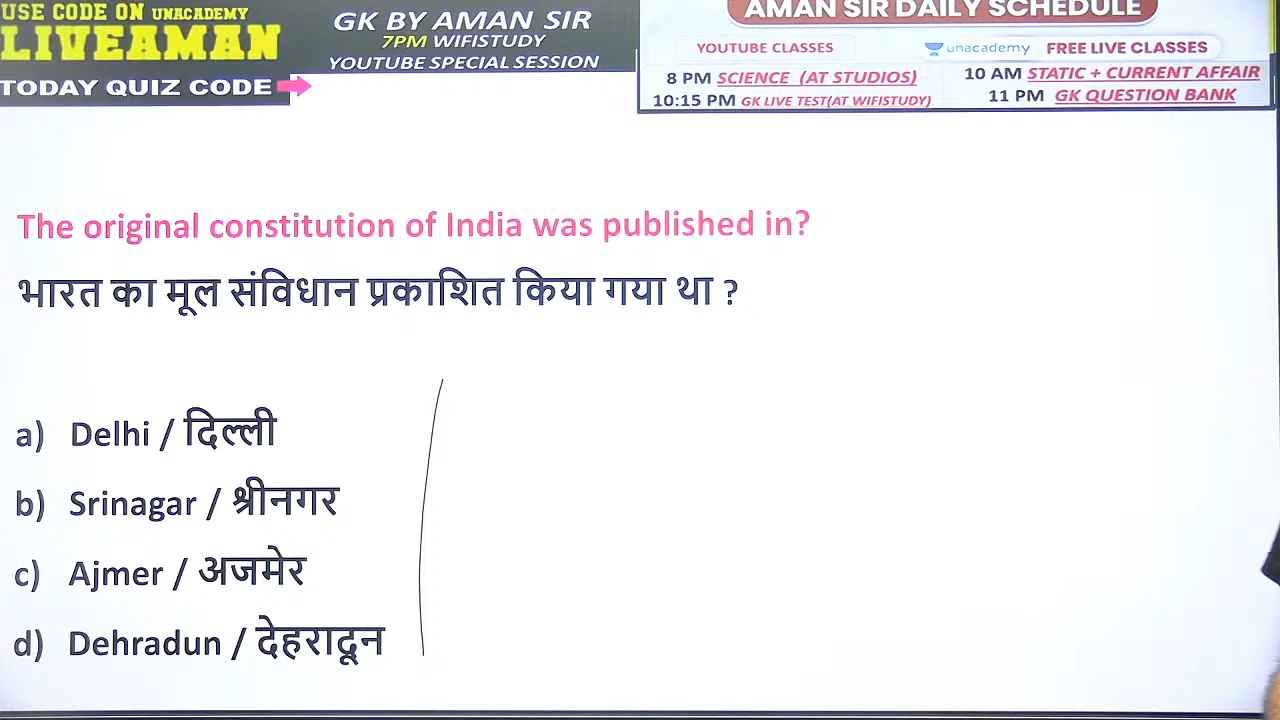 USE CODE ON UNACADEMY
LIVEAMAN
TODAY QUIZ CODE
GK BY AMAN SIR
7PM WIFISTUDY
YOUTUBE SPECIAL SESSION
AMAN SIR DAILY SCHEDULE
YOUTUBE CLASSES
8 PM SCIENCE (AT STUDIOS)
10:15 PM GK LIVE TEST(AT WIFISTUDY)
unacademy FREE LIVE CLASSES
10 AM STATIC + CURRENT AFFAIR
11 PM GK QUESTION BANK
The original constitution of India was published in?
भारत का मूल संविधान प्रकाशित किया गया था ?
a) Delhi / दिल्ली
b) Srinagar / श्रीनगर
c) Ajmer / अजमेर
d) Dehradun / देहरादून